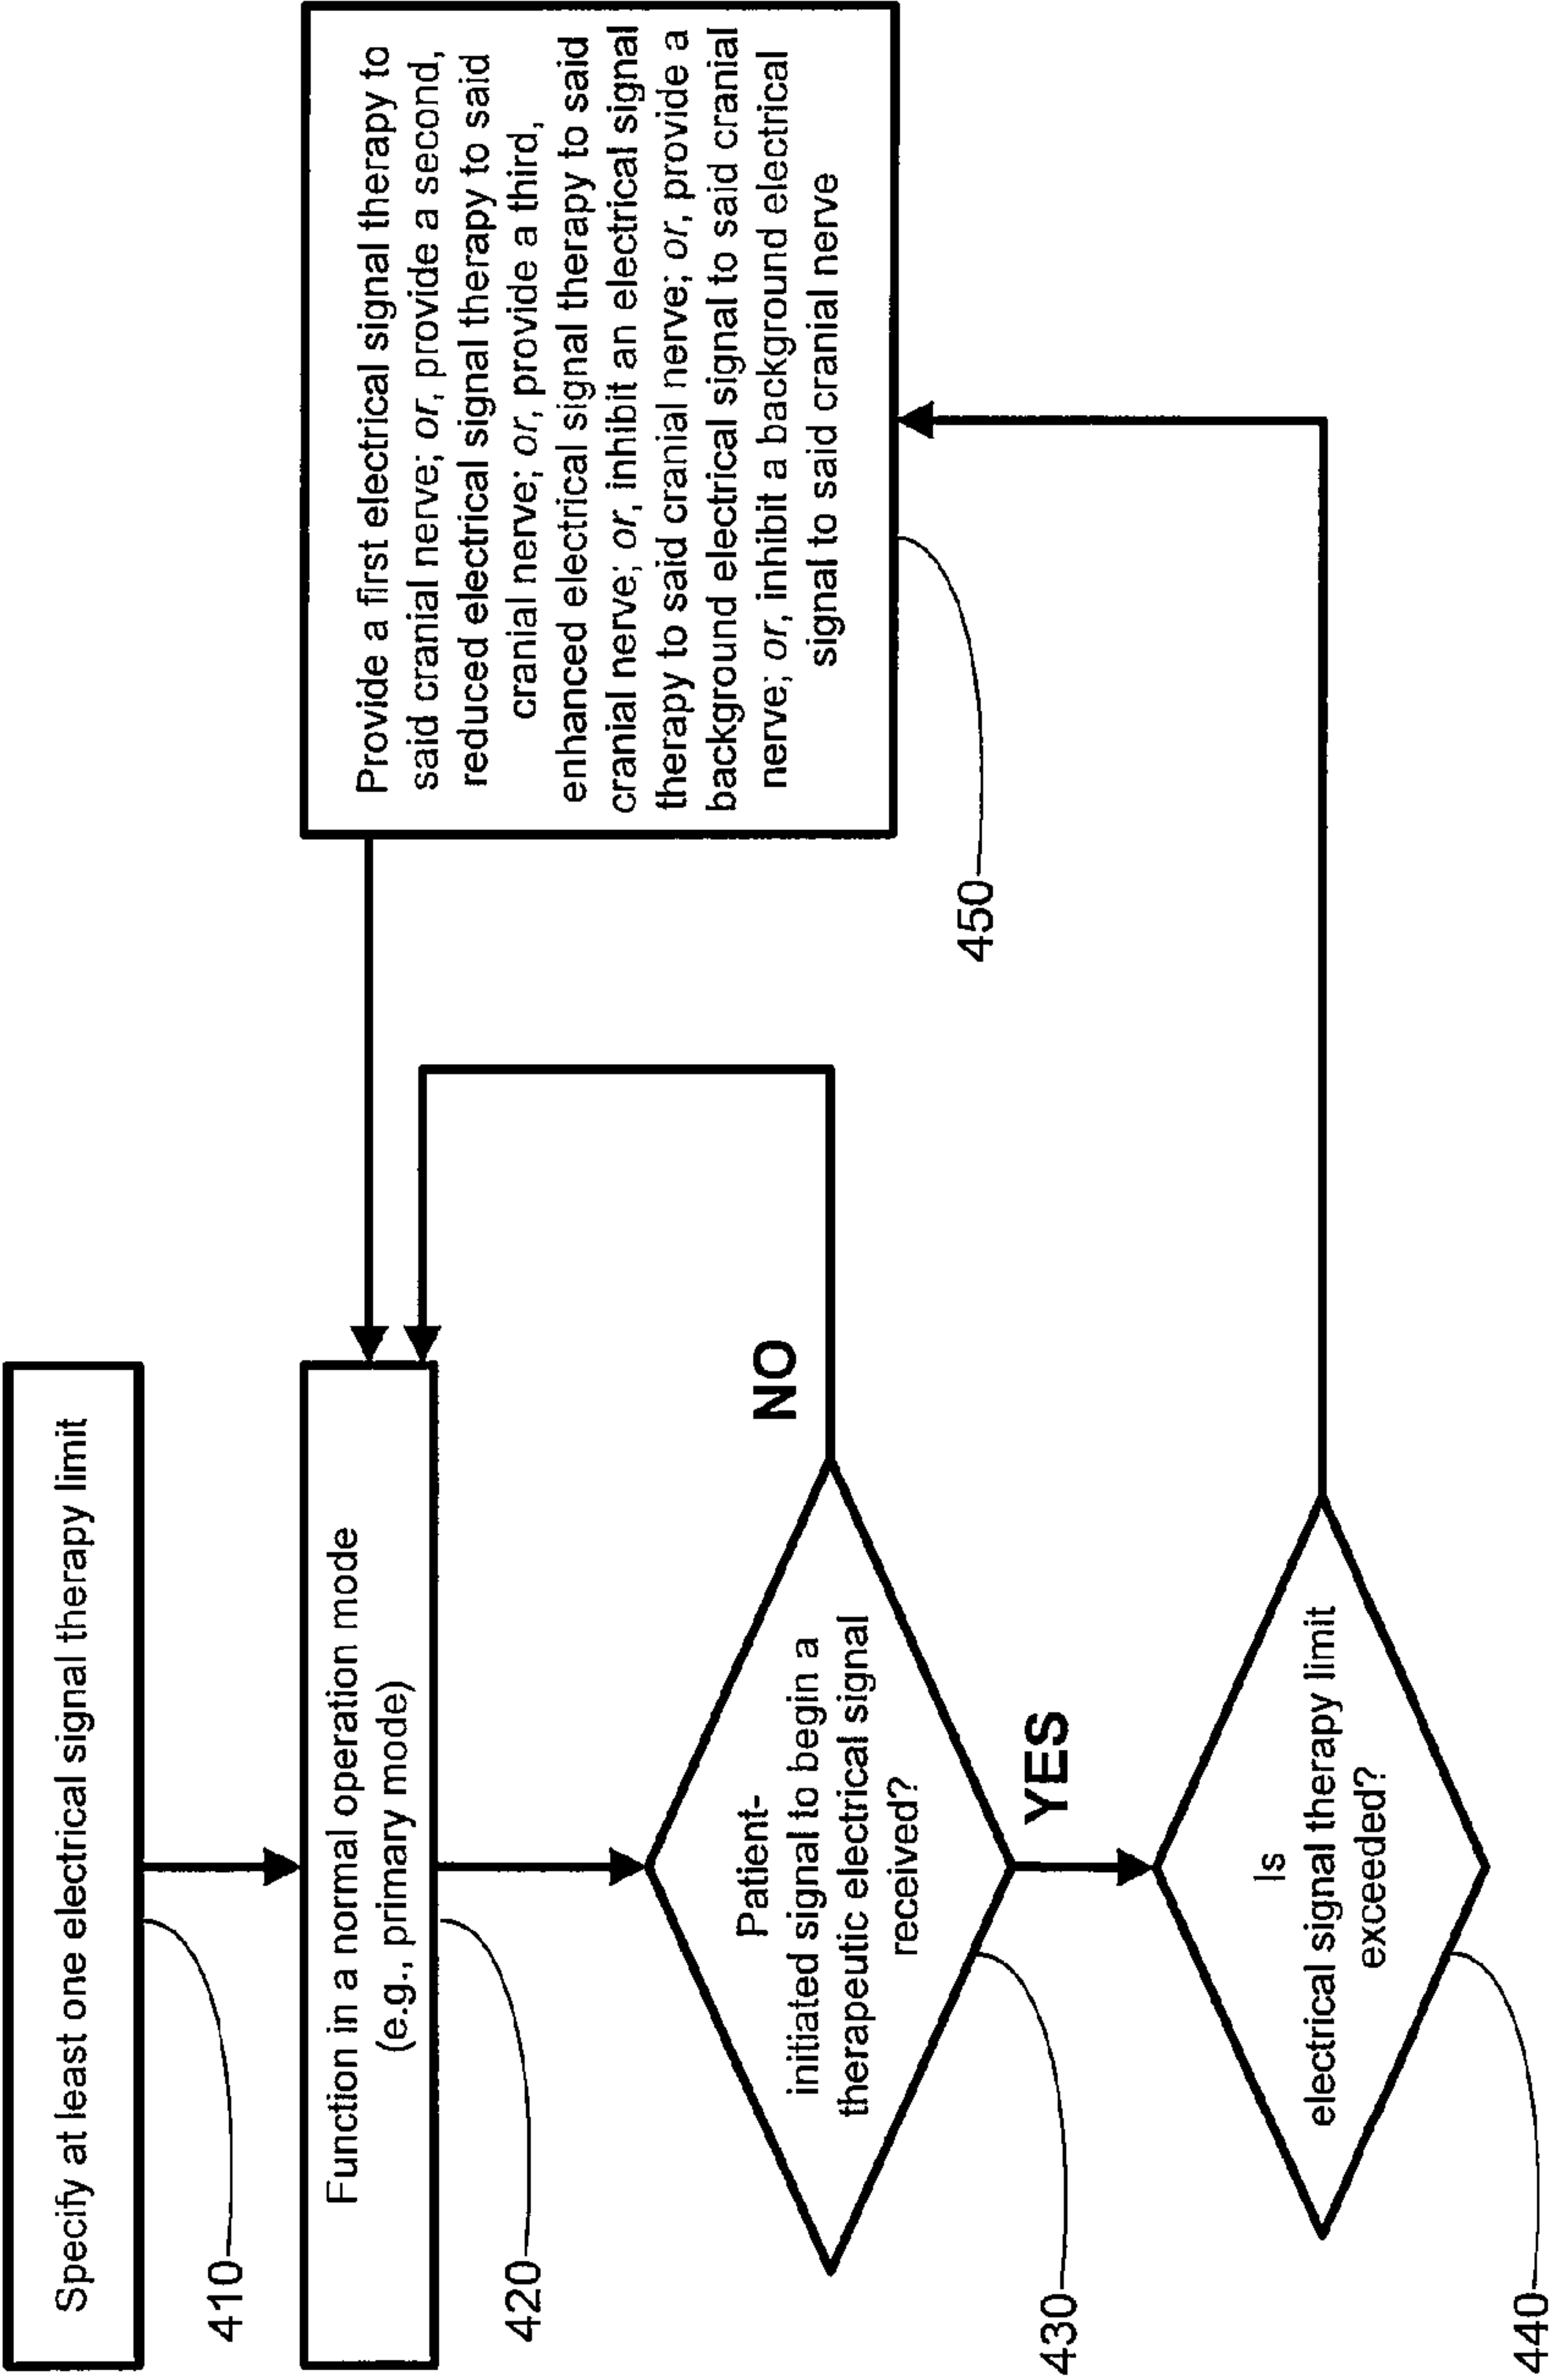 Specify at least one electrical signal therapy limit
410
Function in a normal operation mode
(e.g., primary mode)
420
Patient-
initiated signal to begin a
therapeutic electrical signal
received?
430
NO
YES
Is
electrical signal therapy limit
exceeded?
440
Provide a first electrical signal therapy to
said cranial nerve; or, provide a second,
reduced electrical signal therapy to said
cranial nerve; or, provide a third,
enhanced electrical signal therapy to said
cranial nerve; or, inhibit an electrical signal
therapy to said cranial nerve; or, provide a
background electrical signal to said cranial
nerve; or, inhibit a background electrical
signal to said cranial nerve
450